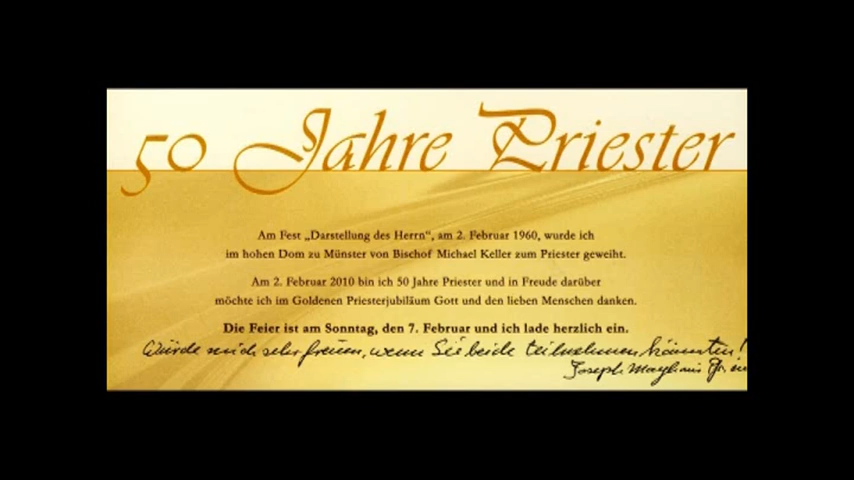 50 Jahre Priester
Am Fest „Darstellung des Herrn“, am 2. Februar 1960, wurde ich
im hohen Dom zu Münster von Bischof Michael Keller zum Priester geweiht.
Am 2. Februar 2010 bin ich 50 Jahre Priester und in Freude darüber
möchte ich im Goldenen Priesterjubiläum Gott und den lieben Menschen danken.
Die Feier ist am Sonntag, den 7. Februar und ich lade herzlich ein.
Würde mich sehr freuen, wenn Sie beide teilnehmen könnten!
Joseph